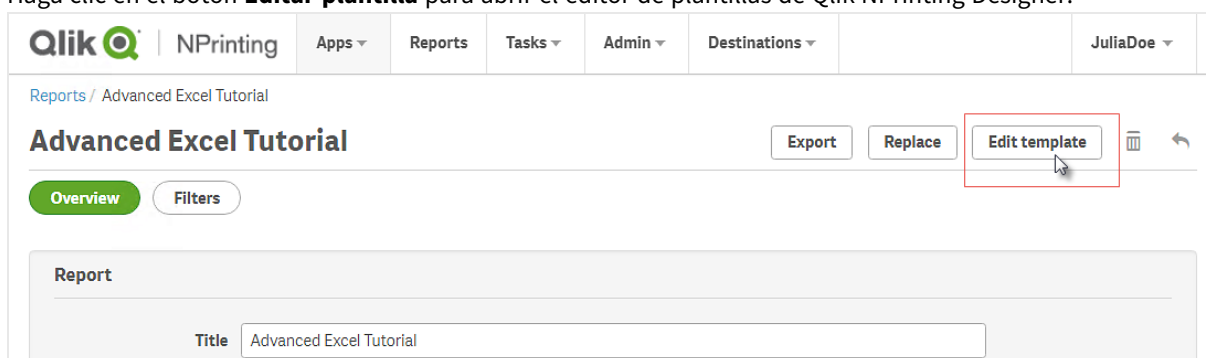 Haga clic en el botón Editar plantilla para abrir el editor de plantillas de Qlik NPrinting Designer.
Qlik NPrinting Apps Reports Tasks Admin Destinations JuliaDoe
Reports / Advanced Excel Tutorial
Advanced Excel Tutorial Export Replace Edit template
Overview Filters
Report
Title Advanced Excel Tutorial